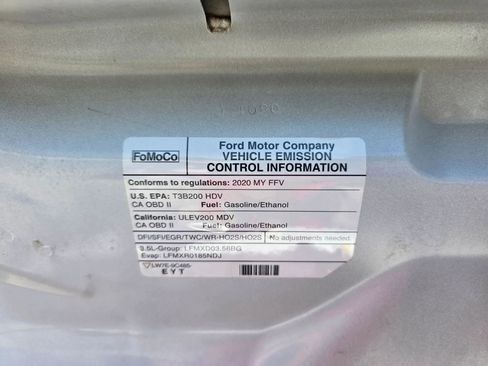 FoMoCo
Ford Motor Company
VEHICLE EMISSION
CONTROL INFORMATION
Conforms to regulations: 2020 MY FFV
U.S. EPA: T3B200 HDV
CA OBD II Fuel: Gasoline/Ethanol
California: ULEV200 MDV
CA OBD II Fuel: Gasoline/Ethanol
DFI/SFI/EGR/TWC/WR-HO2S/HO2S No adjustments needed.
3.5L-Group: LFMXD03.56BG
Evap: LFMXR0185NDJ
LW7E-9C485-
EYT